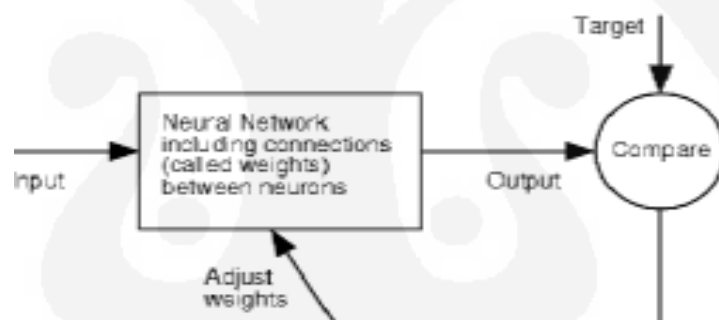 Target
Neural Network
including connections
(called weights)
between neurons
Compare
Input
Output
Adjust
weights